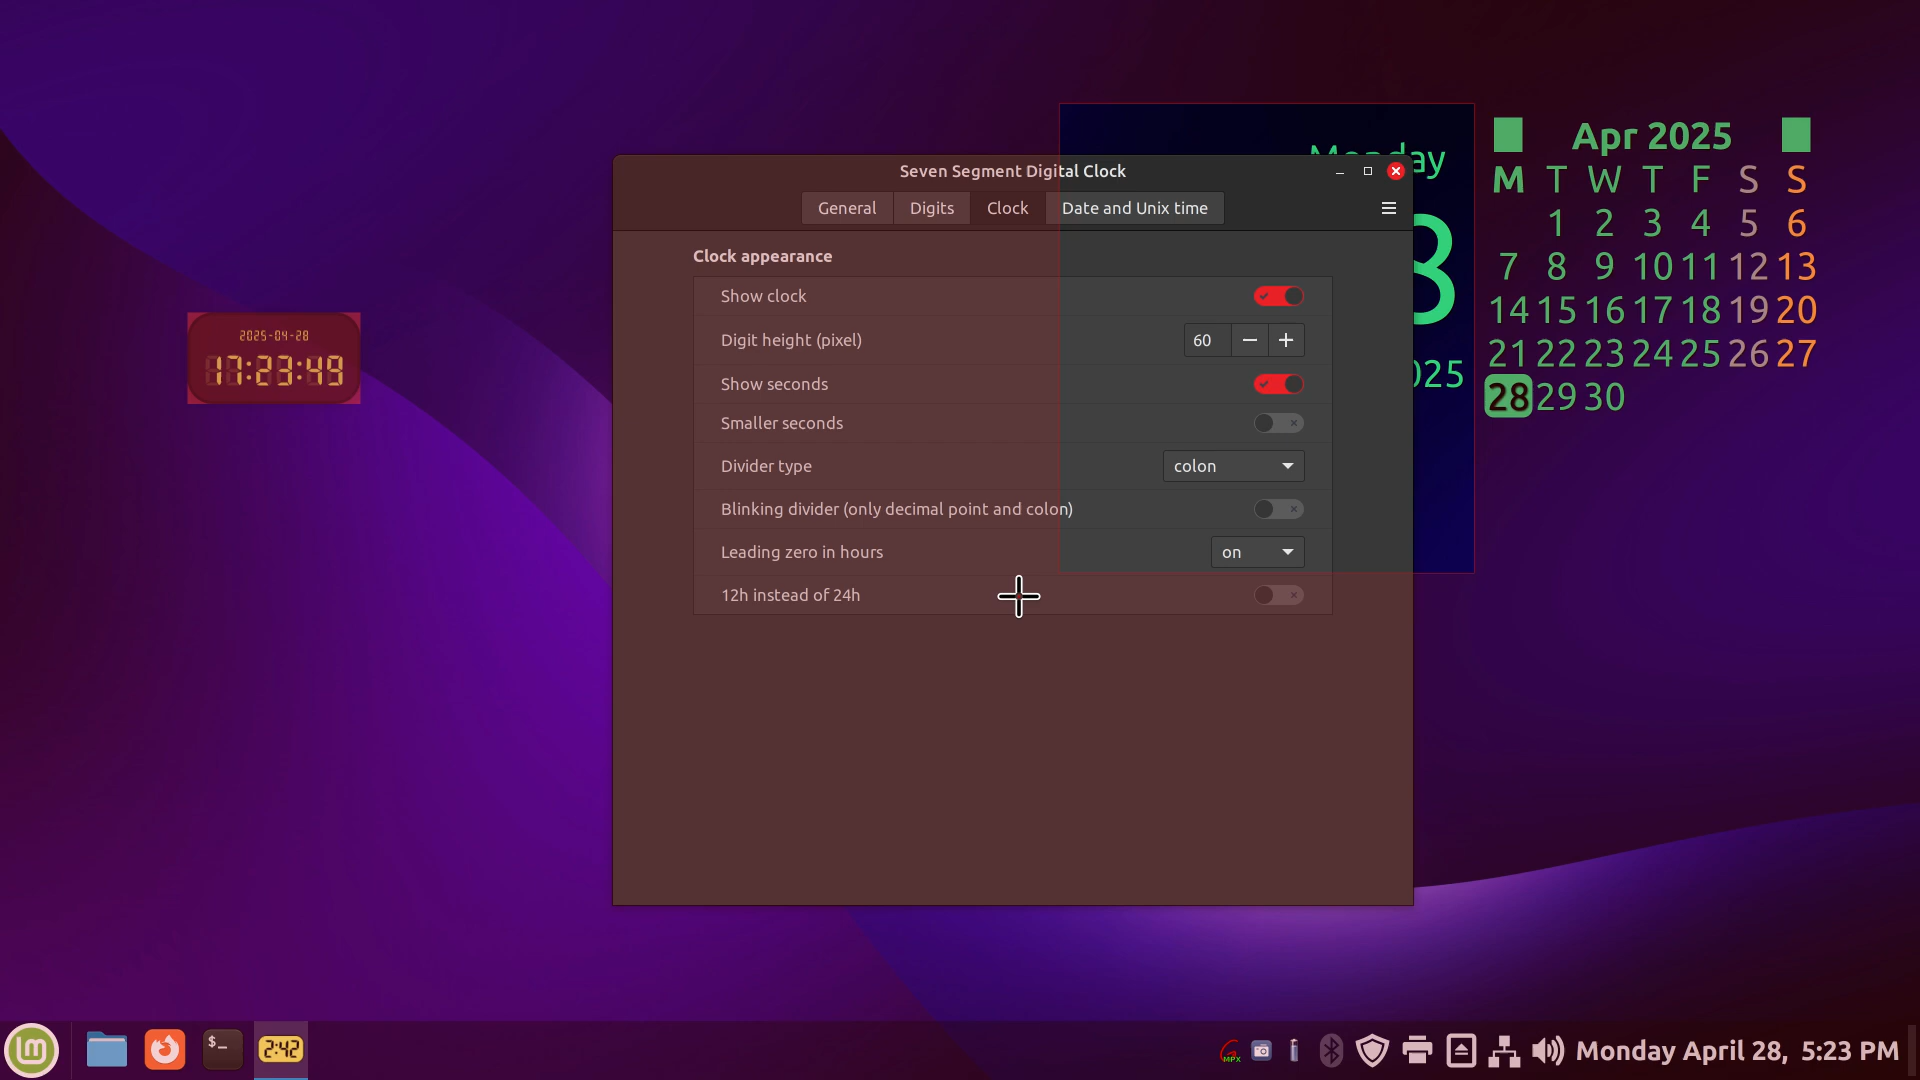 Monday
8
025
Apr 2025
M T W T F S S
1 2 3 4 5 6
7 8 9 10 11 12 13
14 15 16 17 18 19 20
21 22 23 24 25 26 27
28 29 30
2025-04-28
17:23:49
Seven Segment Digital Clock
General Digits Clock Date and Unix time
Clock appearance
Show clock
Digit height (pixel) 60
Show seconds
Smaller seconds
Divider type colon
Blinking divider (only decimal point and colon)
Leading zero in hours on
12h instead of 24h
$_
2:42
MPX
Monday April 28, 5:23 PM